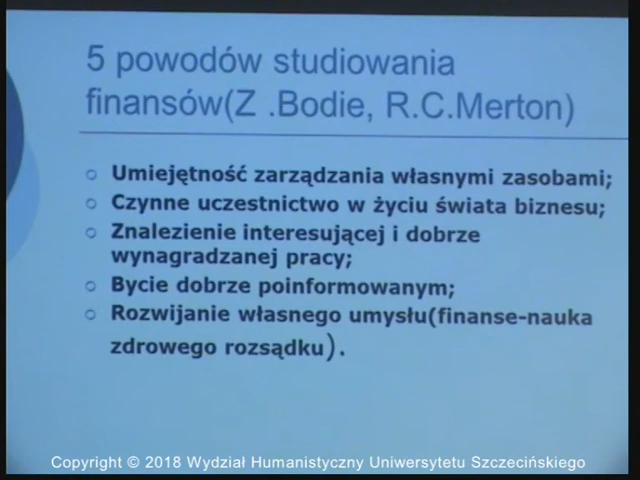 5 powodów studiowania
finansów(Z .Bodie, R.C.Merton)
Umiejętność zarządzania własnymi zasobami;
Czynne uczestnictwo w życiu świata biznesu;
Znalezienie interesującej i dobrze
wynagradzanej pracy;
Bycie dobrze poinformowanym;
Rozwijanie własnego umysłu(finanse-nauka
zdrowego rozsądku).
Copyright © 2018 Wydział Humanistyczny Uniwersytetu Szczecińskiego